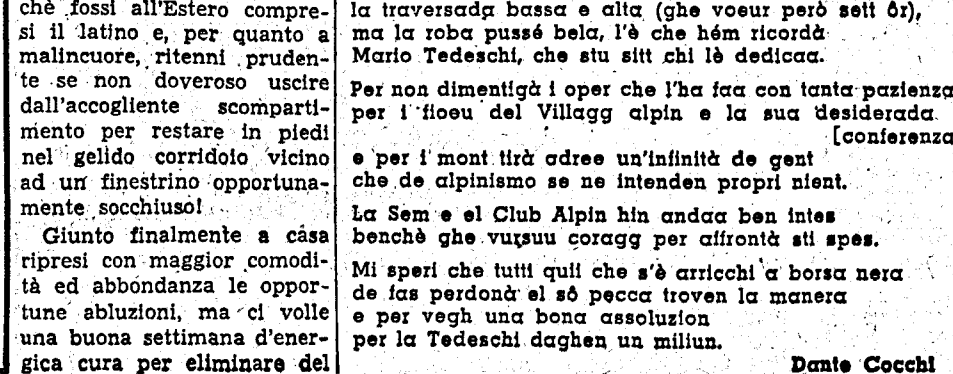 chè fossi all'Estero compre-
si il latino e, per quanto a
malincuore, ritenni pruden-
te se non doveroso uscire
dall'accogliente scomparti-
mento per restare in piedi
nel gelido corridoio vicino
ad un finestrino opportuna-
mente socchiuso!
Giunto finalmente a casa
ripresi con maggior comodi-
tà ed abbondanza le oppor-
tune abluzioni, ma ci volle
una buona settimana d'ener-
gica cura per eliminare del
la traversada bassa e alta (ghe voeur però sett ôr),
ma la roba pussé bela, l'è che hém ricordà
Mario Tedeschi, che stu sitt chi lè dedicaa.
Per non dimentigà i oper che l'ha faa con tanta pazienza
per i fioeu del Villagg alpin e la sua desiderada
[conferenza
e per i mont tirà adree un'infinità de gent
che de alpinismo se ne intenden propri nient.
La Sem e el Club Alpin hin andaa ben intes
benchè ghe vursuu coragg per affrontà sti spes.
Mi speri che tutti quii che s'è arricchi a borsa nera
de fas perdonà el sô pecca troven la manera
e per vegh una bona assoluzion
per la Tedeschi daghen un miliun.
Dante Cocchi